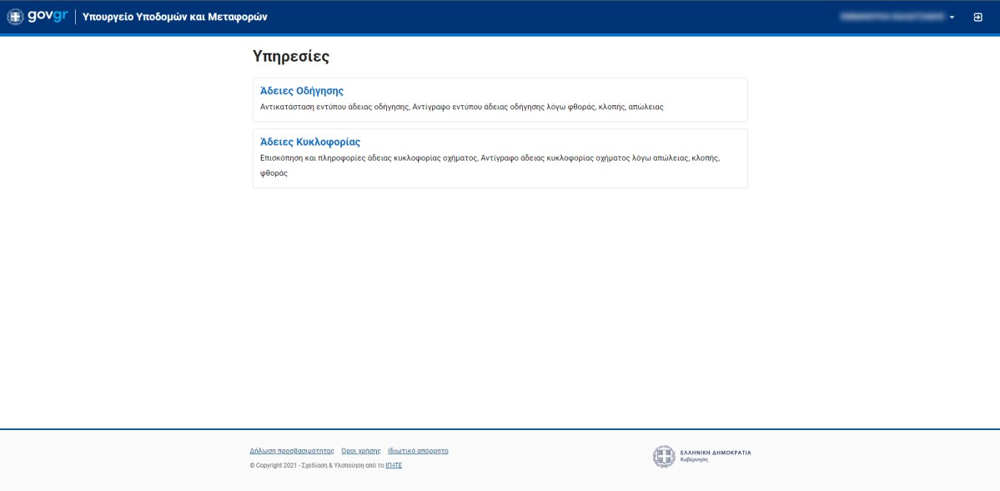 govgr Υπουργείο Υποδομών και Μεταφορών
Υπηρεσίες
Άδειες Οδήγησης
Αντικατάσταση εντύπου άδειας οδήγησης, Αντίγραφο εντύπου άδειας οδήγησης λόγω φθοράς, κλοπής, απώλειας
Άδειες Κυκλοφορίας
Επισκόπηση και πληροφορίες άδειας κυκλοφορίας οχήματος, Αντίγραφο άδειας κυκλοφορίας οχήματος λόγω απώλειας, κλοπής,
φθοράς
Δήλωση προσβασιμότητας Όροι χρήσης Ιδιωτικό απόρρητο
© Copyright 2021 - Σχεδίαση & Υλοποίηση από το ΙΠ-ΙΤΕ
ΕΛΛΗΝΙΚΗ ΔΗΜΟΚΡΑΤΙΑ
Κυβέρνηση